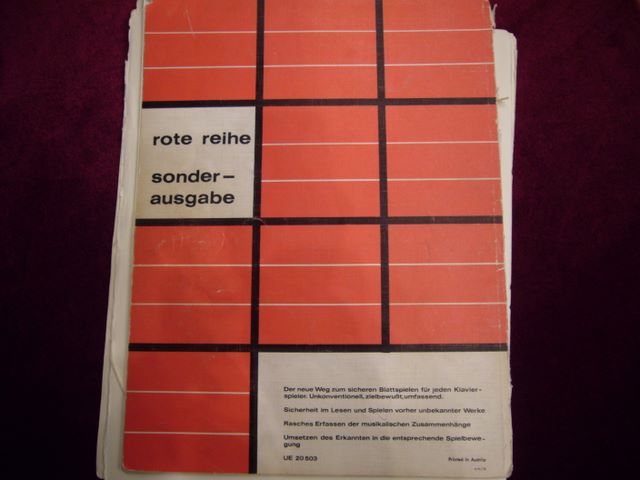 rote reihe
sonder-
ausgabe
Der neue Weg zum sicheren Blattspielen für jeden Klavier-
spieler. Unkonventionell, zielbewußt, umfassend.
Sicherheit im Lesen und Spielen vorher unbekannter Werke
Rasches Erfassen der musikalischen Zusammenhänge
Umsetzen des Erkannten in die entsprechende Spielbewe-
gung
UE 20 503
Printed in Austria